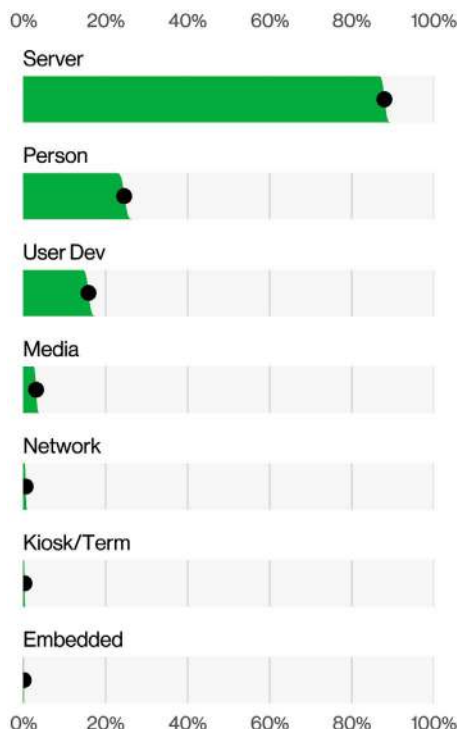 0% 20% 40% 60% 80% 100%
Server
Person
User Dev
Media
Network
Kiosk/Term
Embedded
0% 20% 40% 60% 80% 100%